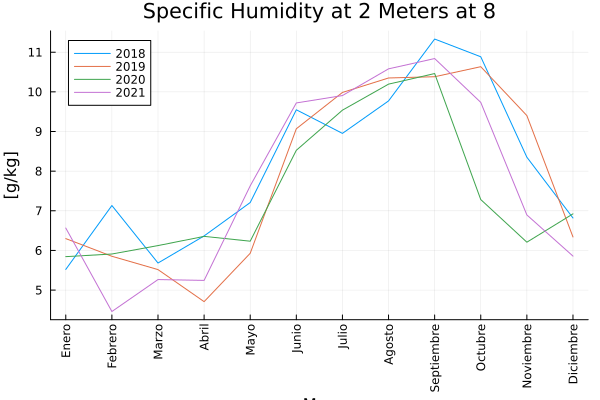 Specific Humidity at 2 Meters at 8
[g/kg]
11
10
9
8
7
6
5
2018
2019
2020
2021
Enero
Febrero
Marzo
Abril
Mayo
Junio
Julio
Agosto
Septiembre
Octubre
Noviembre
Diciembre